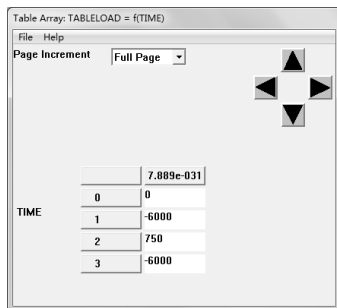 Table Array: TABLELOAD = f(TIME)
File Help
Page Increment Full Page
7.889e-031
0 0
TIME 1 -6000
2 750
3 -6000